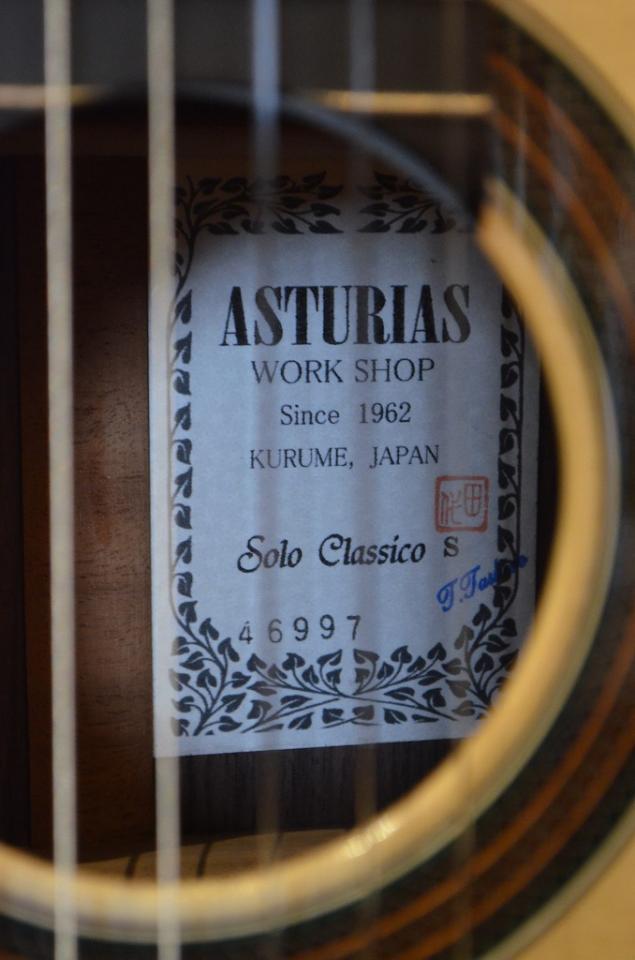 ASTURIAS
WORK SHOP
Since 1962
KURUME, JAPAN
Solo Classico S
46997